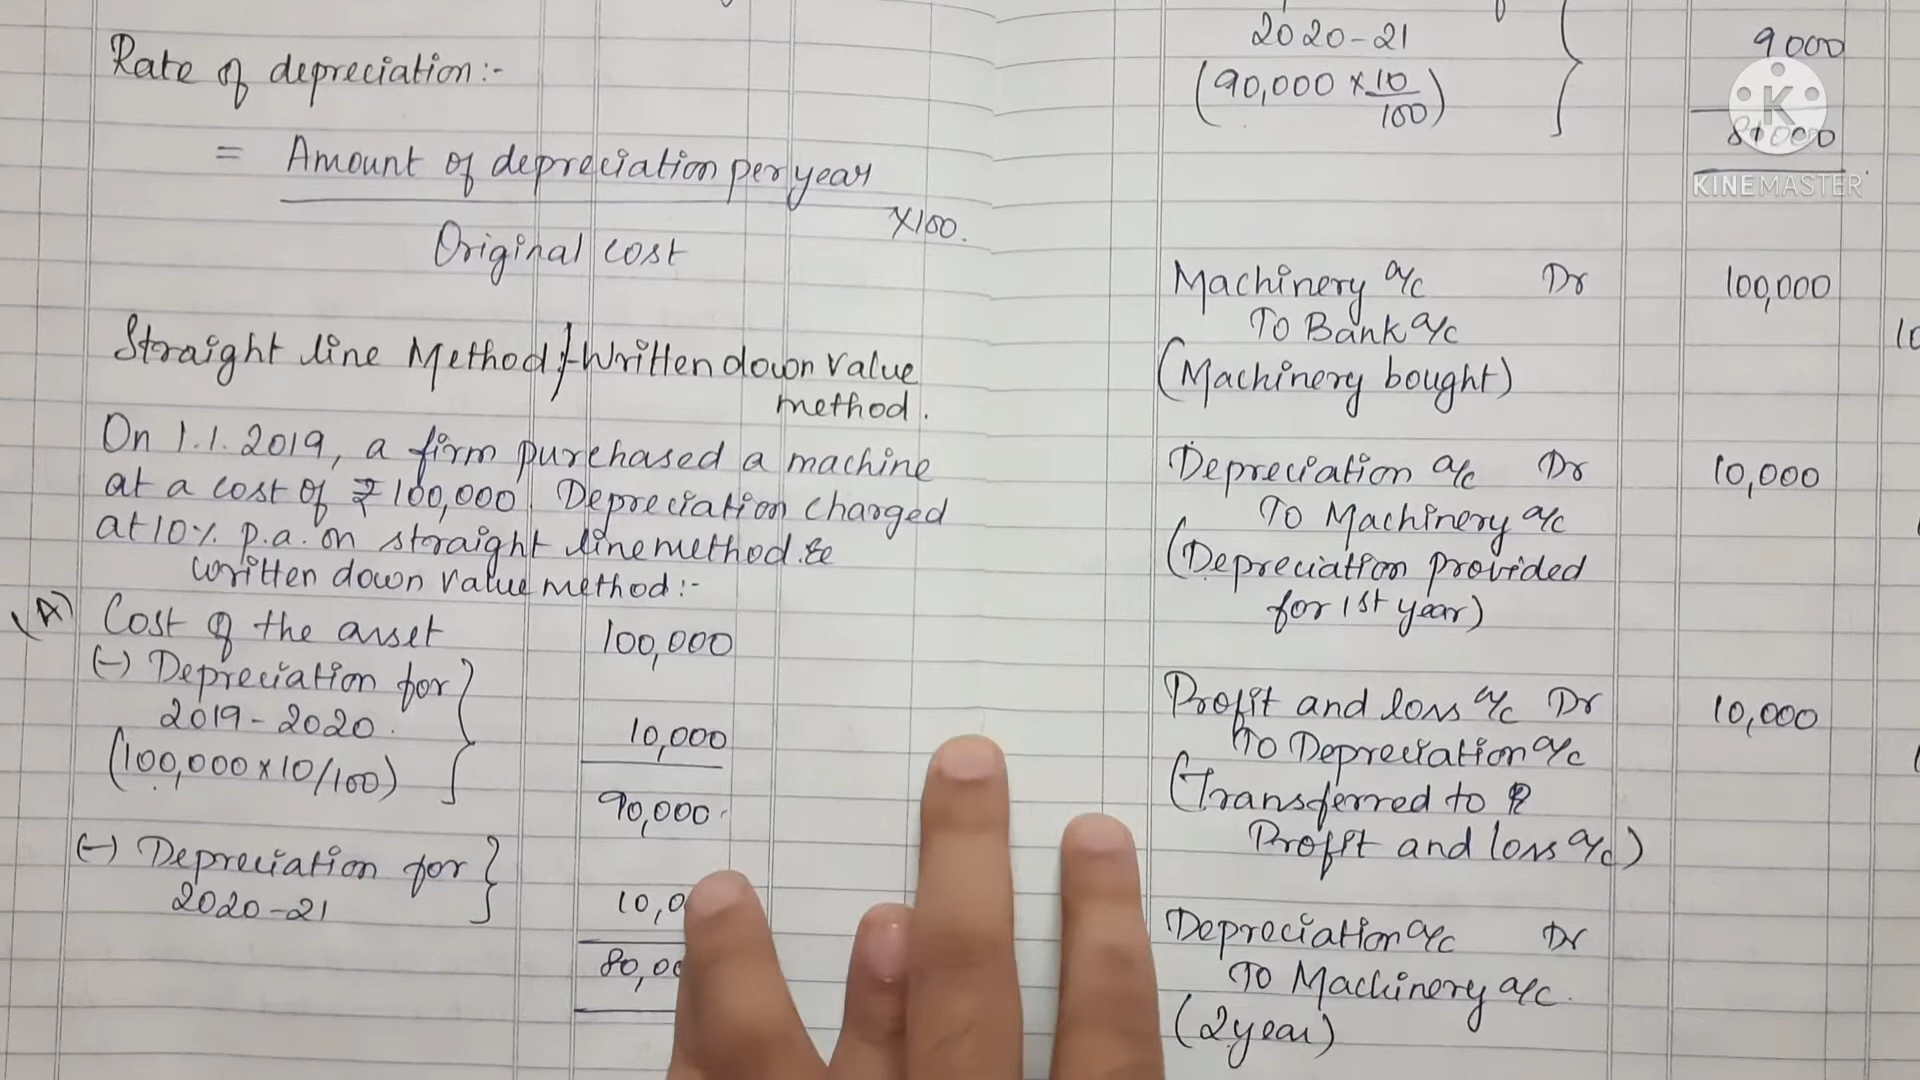 Rate of depreciation:-
= Amount of depreciation per year
X100.
Original cost
Straight line Method / Written down value
method.
On 1.1.2019, a firm purchased a machine
at a cost of ₹100,000 Depreciation charged
at 10% p.a. on straight line method. &
written down value method:-
(A) Cost of the asset 100,000
(-) Depreciation for
2019-2020. 10,000
(100,000 x 10/100)
90,000.
(-) Depreciation for
2020-21
2020-21 9000
(90,000 x 10/100)
81000
KINEMASTER
Machinery a/c Dr 100,000
To Bank a/c
(Machinery bought)
Depreciation a/c Dr 10,000
To Machinery a/c
(Depreciation provided
for 1st year)
Profit and loss a/c Dr 10,000
To Depreciation a/c
(Transferred to
Profit and loss a/c)
Depreciation a/c Dr
To Machinery a/c.
(2 year)